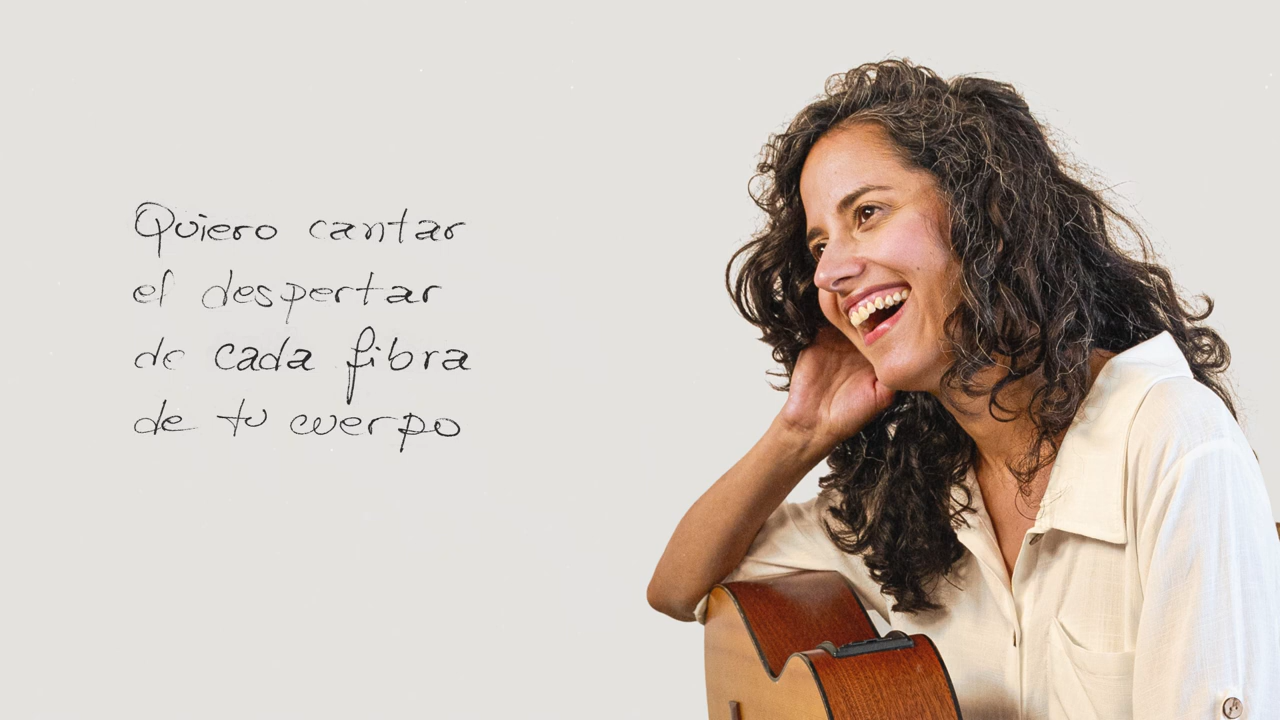 Quiero cantar
el despertar
de cada fibra
de tu cuerpo